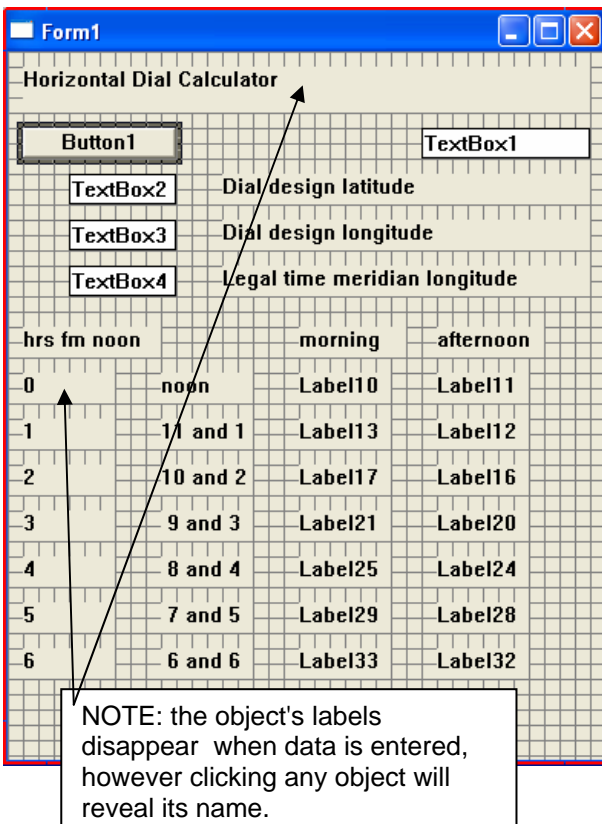 Form1
Horizontal Dial Calculator
Button1 TextBox1
TextBox2 Dial design latitude
TextBox3 Dial design longitude
TextBox4 Legal time meridian longitude
hrs fm noon morning afternoon
0 noon Label10 Label11
1 11 and 1 Label13 Label12
2 10 and 2 Label17 Label16
3 9 and 3 Label21 Label20
4 8 and 4 Label25 Label24
5 7 and 5 Label29 Label28
6 6 and 6 Label33 Label32
NOTE: the object's labels
disappear when data is entered,
however clicking any object will
reveal its name.